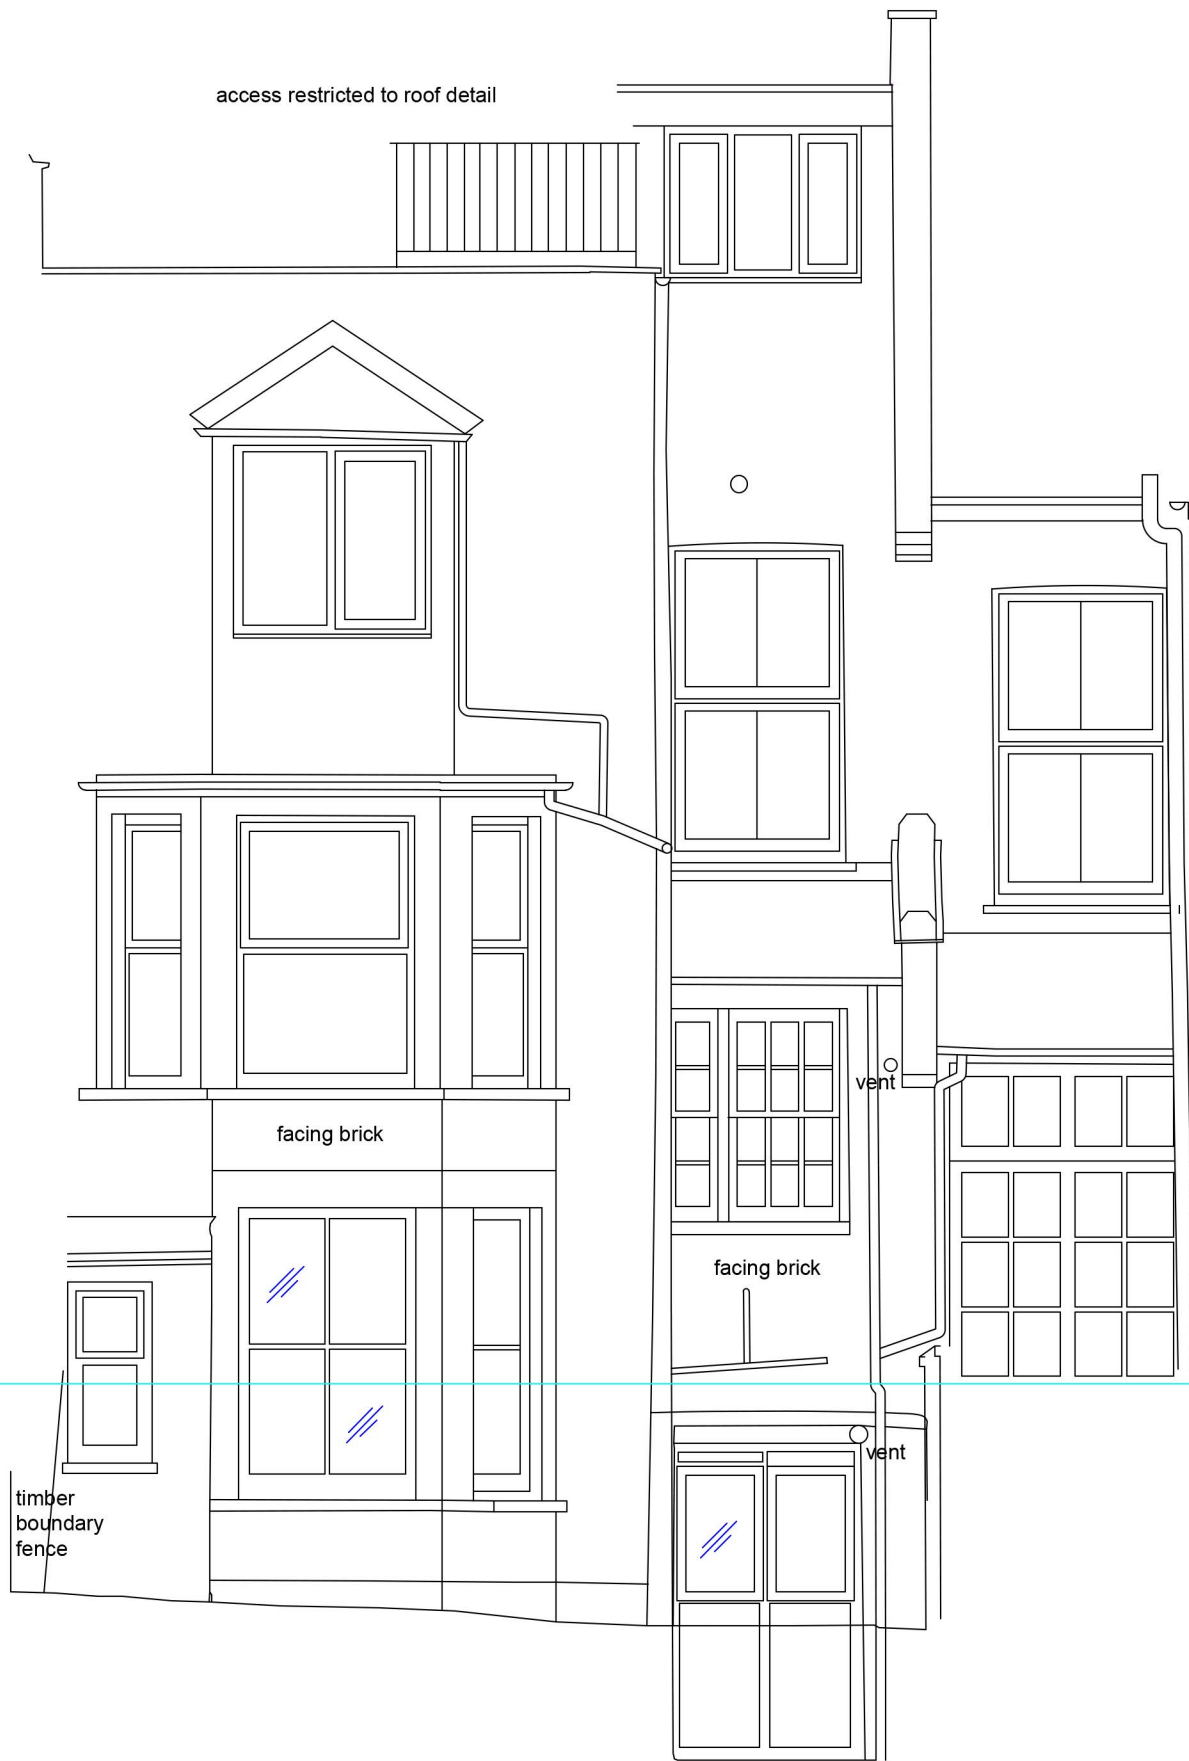 access restricted to roof detail
vent
facing brick
facing brick
vent
timber
boundary
fence